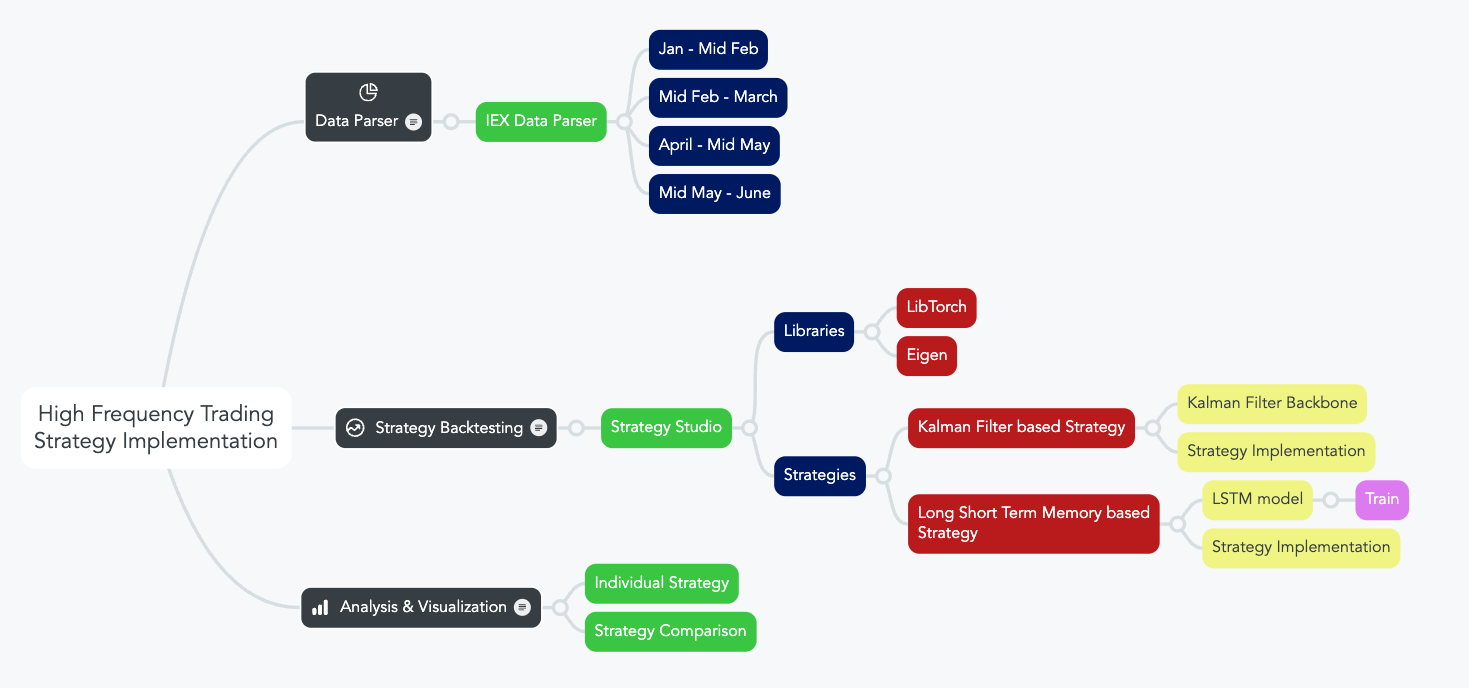 Jan - Mid Feb
Mid Feb - March
Data Parser
IEX Data Parser
April - Mid May
Mid May - June
LibTorch
Libraries
Eigen
High Frequency Trading
Strategy Implementation
Strategy Backtesting
Strategy Studio
Kalman Filter based Strategy
Kalman Filter Backbone
Strategy Implementation
Strategies
Long Short Term Memory based
Strategy
LSTM model
Train
Strategy Implementation
Analysis & Visualization
Individual Strategy
Strategy Comparison